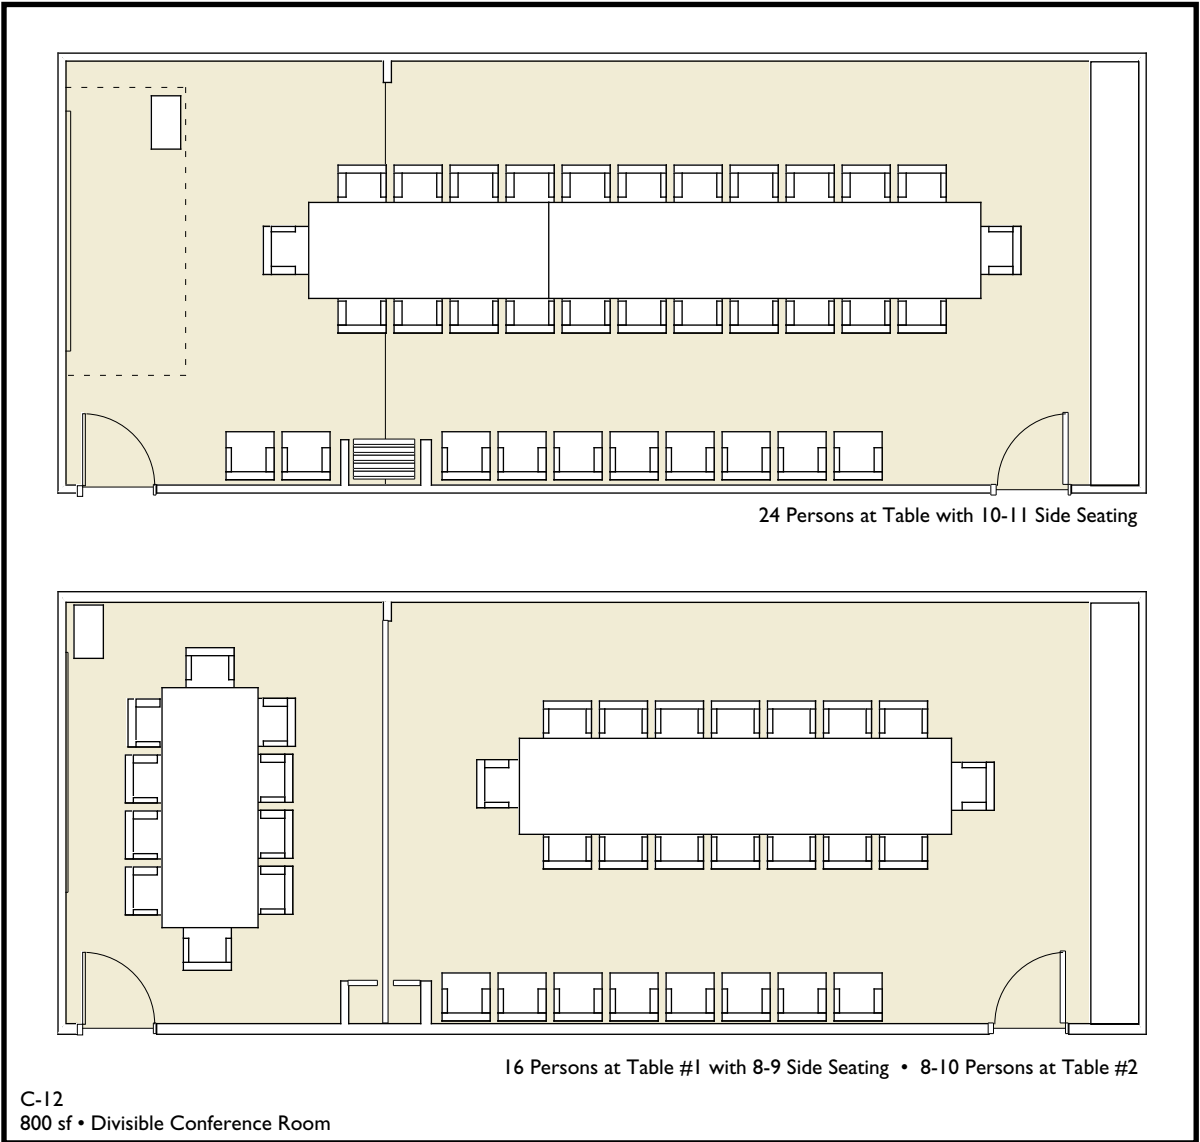 24 Persons at Table with 10-11 Side Seating
16 Persons at Table #1 with 8-9 Side Seating • 8-10 Persons at Table #2
C-12
800 sf • Divisible Conference Room